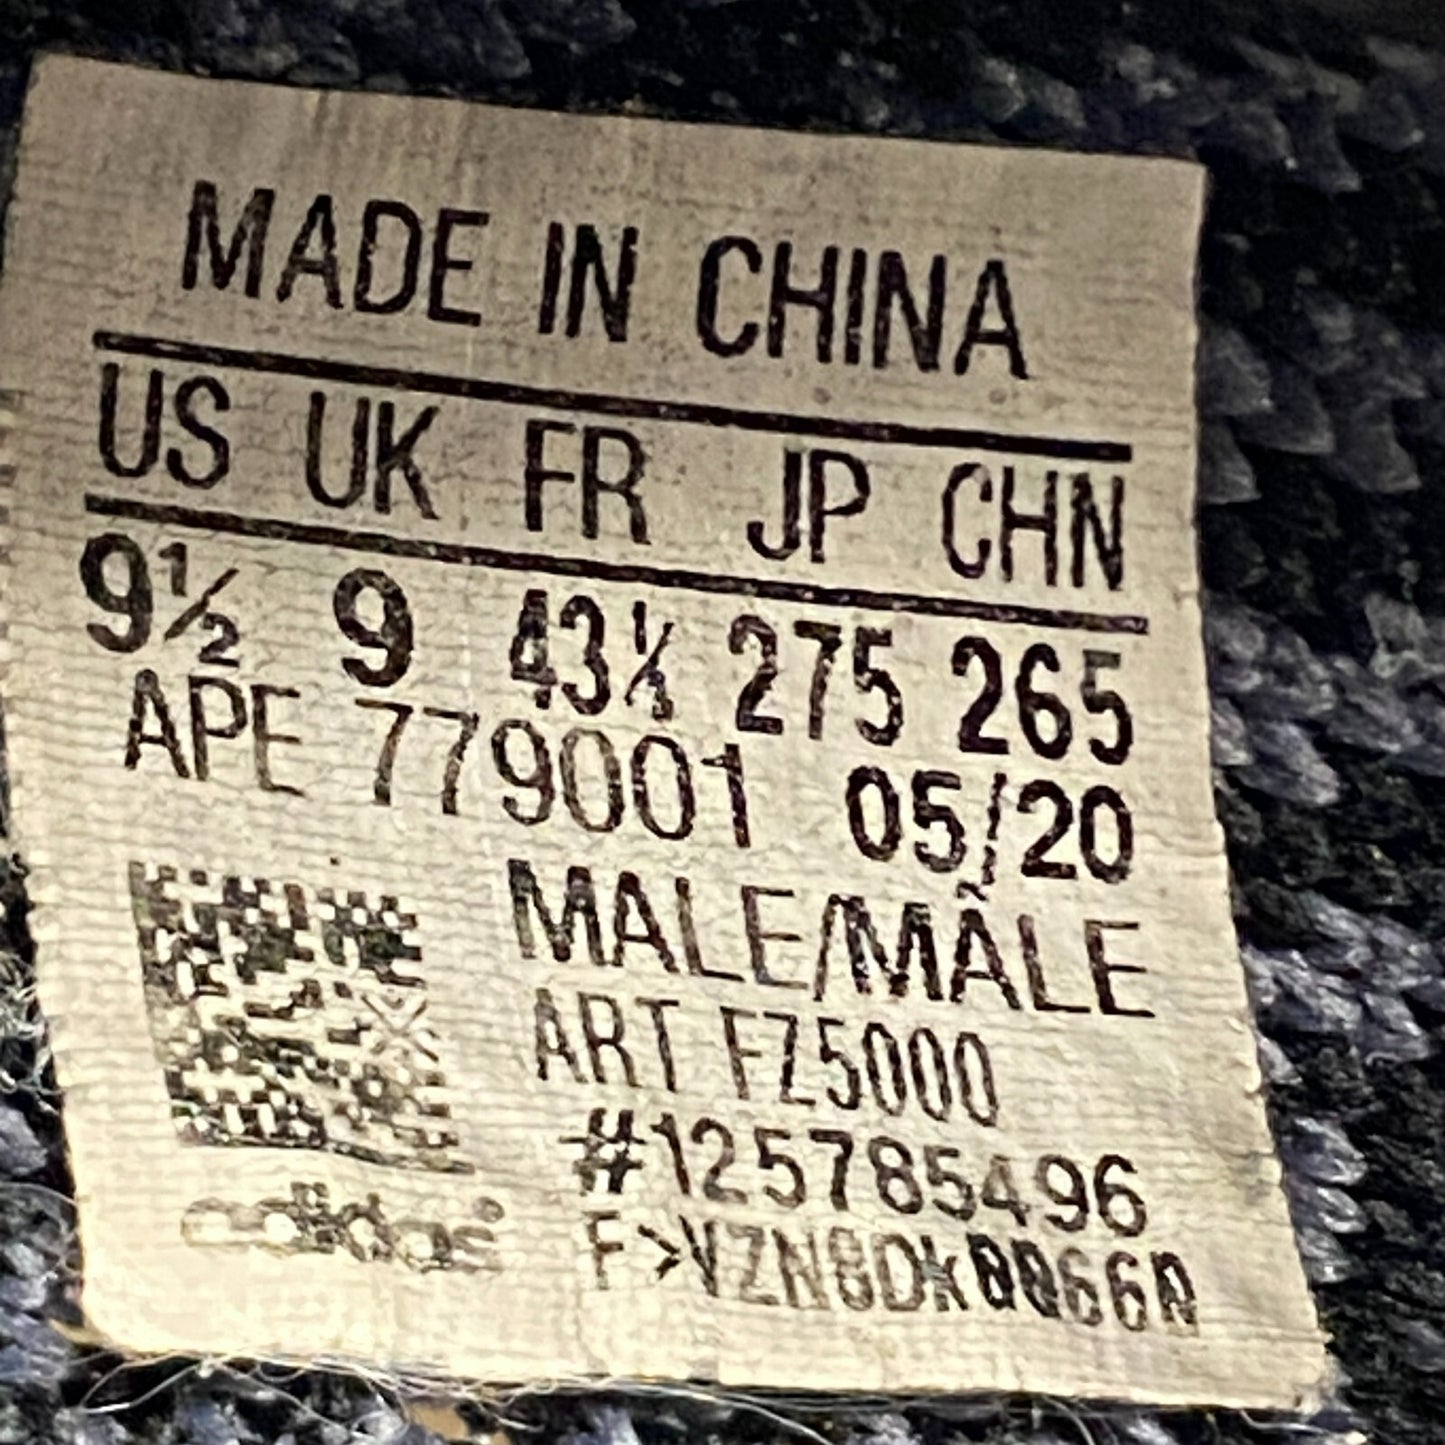 MADE IN CHINA
US UK FR JP CHN
9½ 9 43⅓ 275 265
APE 779001 05/20
MALE/MÂLE
ART FZ5000
#125785496
adidas